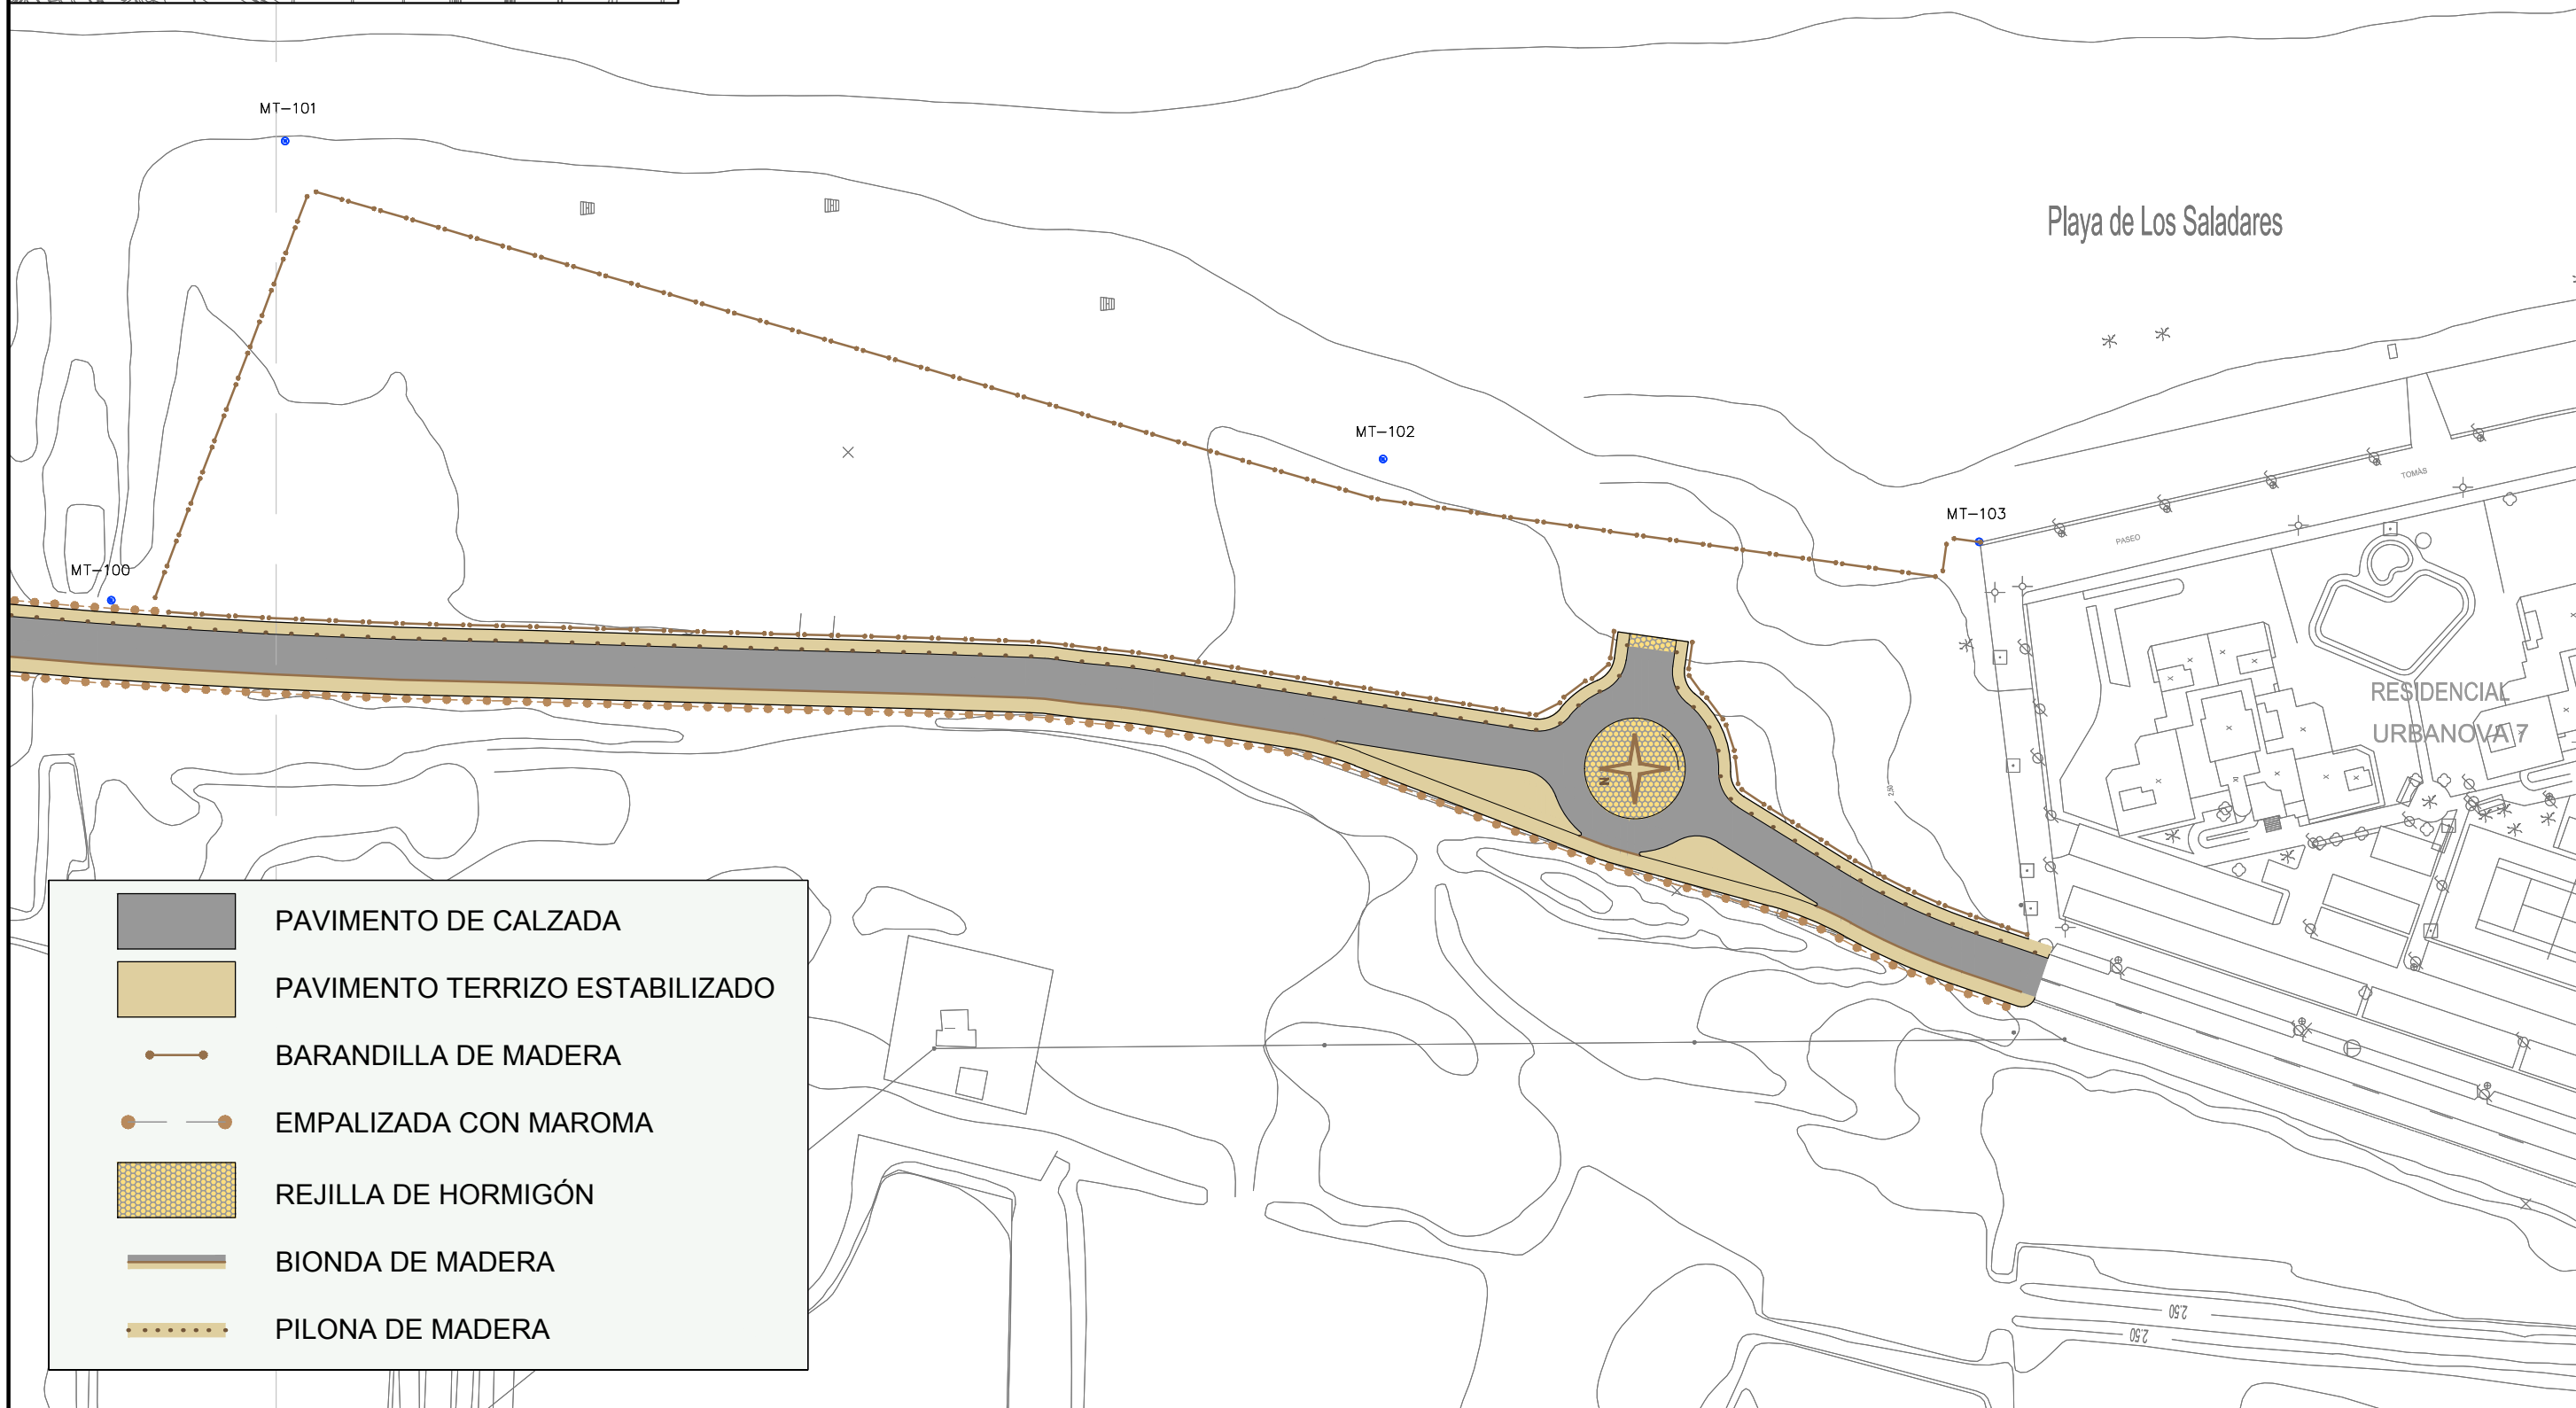 MT-101
Playa de Los Saladares
MT-102
TOMÁS
MT-103
PASEO
MT-100
RESIDENCIAL
URBANOVA 7
N
2.50
PAVIMENTO DE CALZADA
PAVIMENTO TERRIZO ESTABILIZADO
BARANDILLA DE MADERA
EMPALIZADA CON MAROMA
REJILLA DE HORMIGÓN
BIONDA DE MADERA
PILONA DE MADERA
2.50
2.50